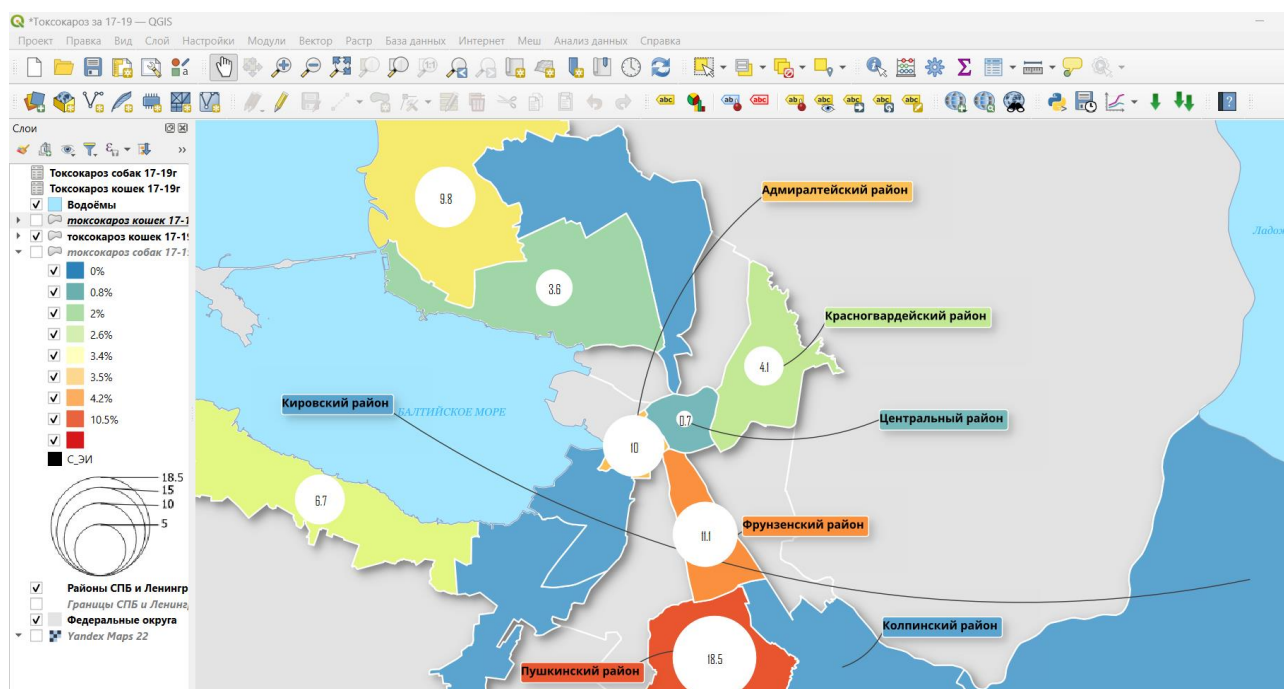 *Токсокароз за 17-19 — QGIS
Проект Правка Вид Слой Настройки Модули Вектор Растр База данных Интернет Меш Анализ данных Справка
Слои
Токсокароз собак 17-19г
Токсокароз кошек 17-19г
Водоёмы
токсокароз кошек 17-1
токсокароз кошек 17-19
токсокароз собак 17-1
0%
0.8%
2%
2.6%
3.4%
3.5%
4.2%
10.5%
С_ЭИ
18.5
15
10
5
Районы СПБ и Ленингр
Границы СПБ и Ленинг
Федеральные округа
Yandex Maps 22
9.8
Адмиралтейский район
Ладож
3.6
Красногвардейский район
4.1
Кировский район
БАЛТИЙСКОЕ МОРЕ
0.7
Центральный район
10
6.7
11.1
Фрунзенский район
Колпинский район
18.5
Пушкинский район